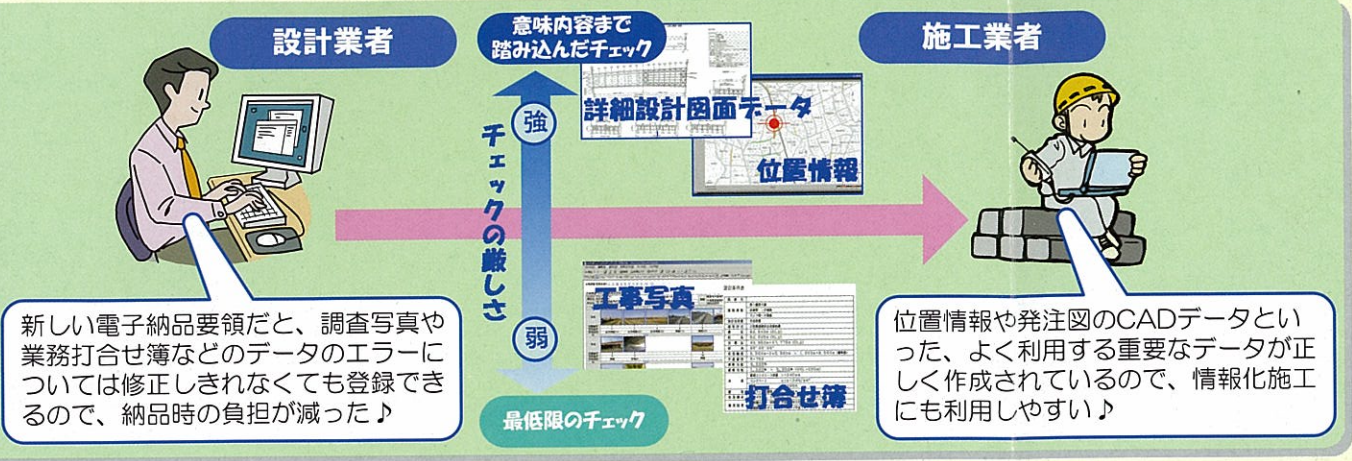 設計業者
意味内容まで
踏み込んだチェック
施工業者
詳細設計図面データ
位置情報
強
チェックの厳しさ
弱
工事写真
打合せ簿
最低限のチェック
新しい電子納品要領だと、調査写真や
業務打合せ簿などのデータのエラーに
ついては修正しきれなくても登録でき
るので、納品時の負担が減った♪
位置情報や発注図のCADデータとい
った、よく利用する重要なデータが正
しく作成されているので、情報化施工
にも利用しやすい♪